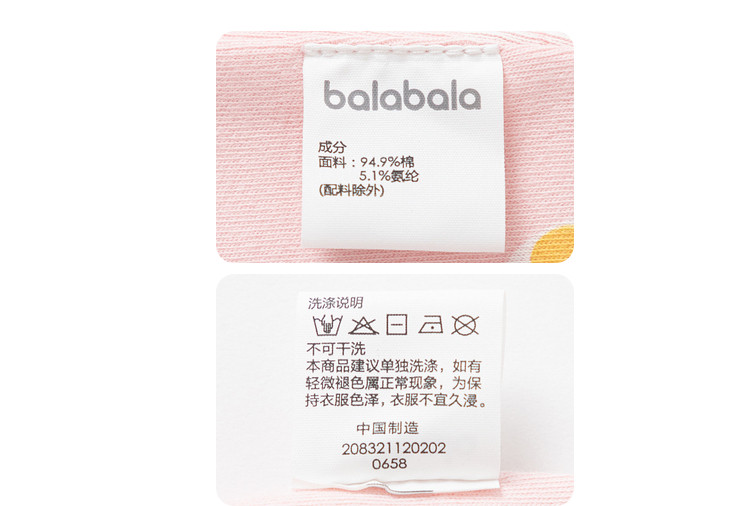 balabala
成分
面料：94.9%棉
5.1%氨纶
(配料除外)
洗涤说明
不可干洗
本商品建议单独洗涤，如有
轻微褪色属正常现象，为保
持衣服色泽，衣服不宜久浸。
中国制造
208321120202
0658